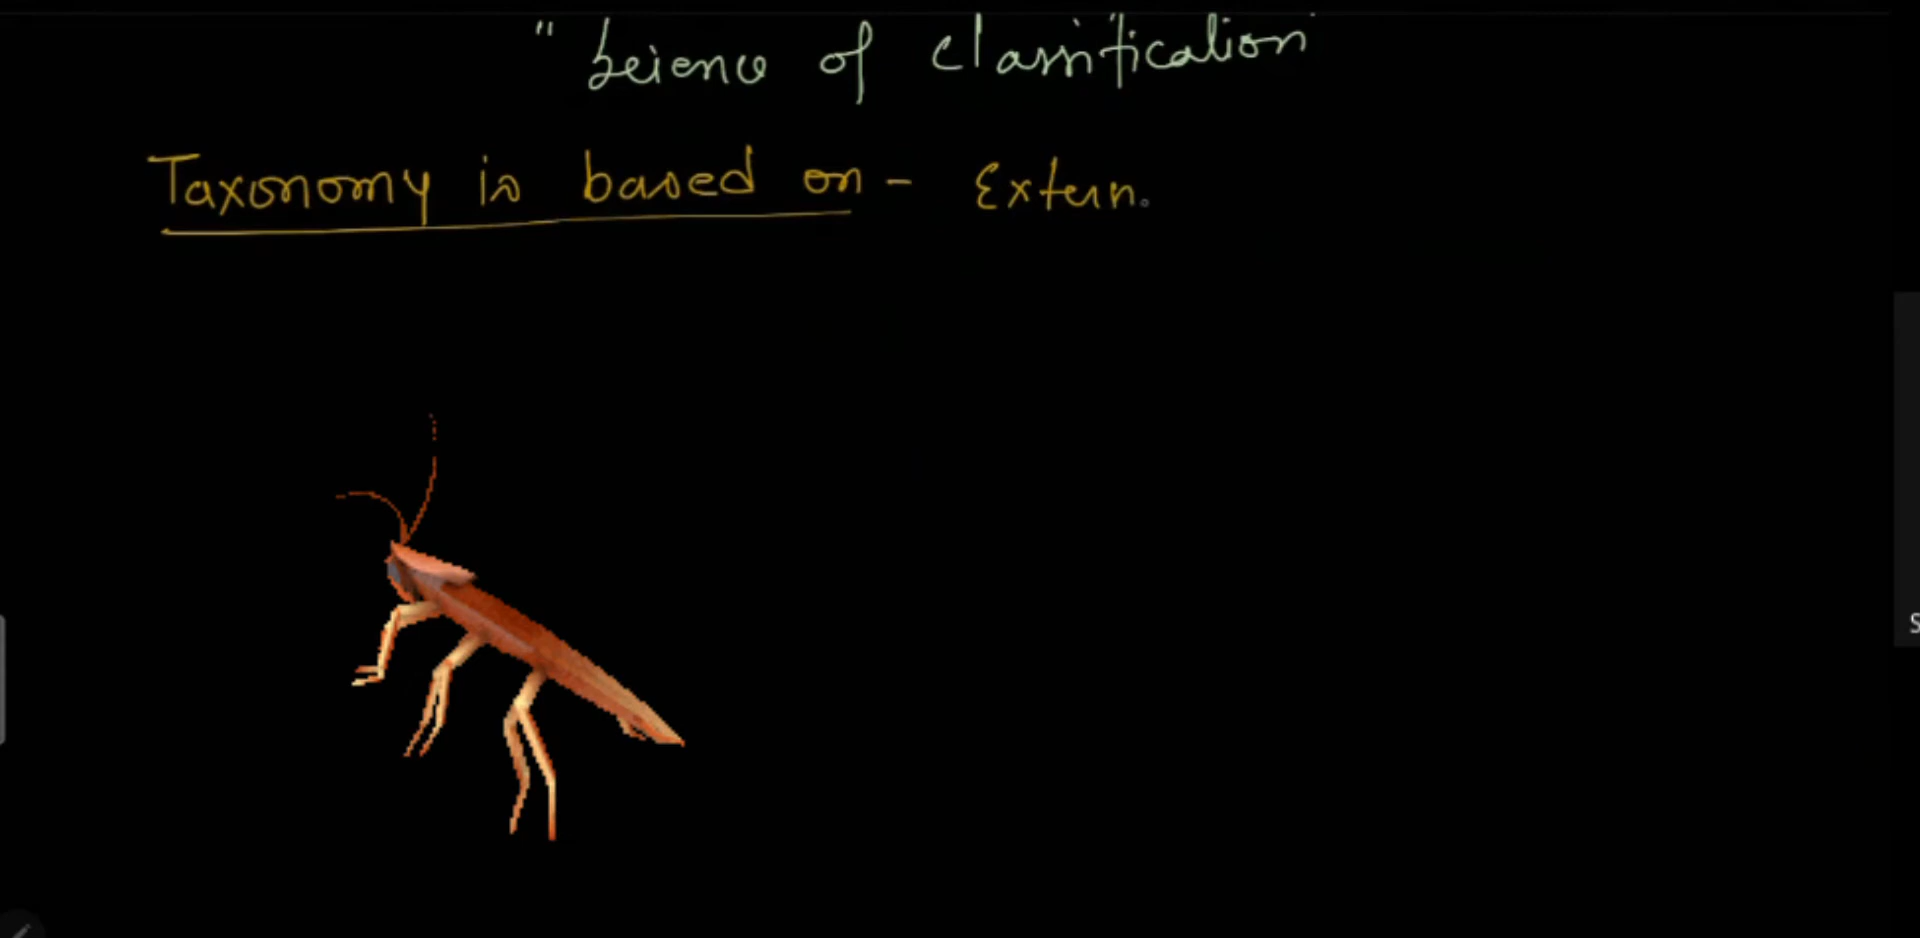 " Science of classification
Taxonomy is based on - Extern
S